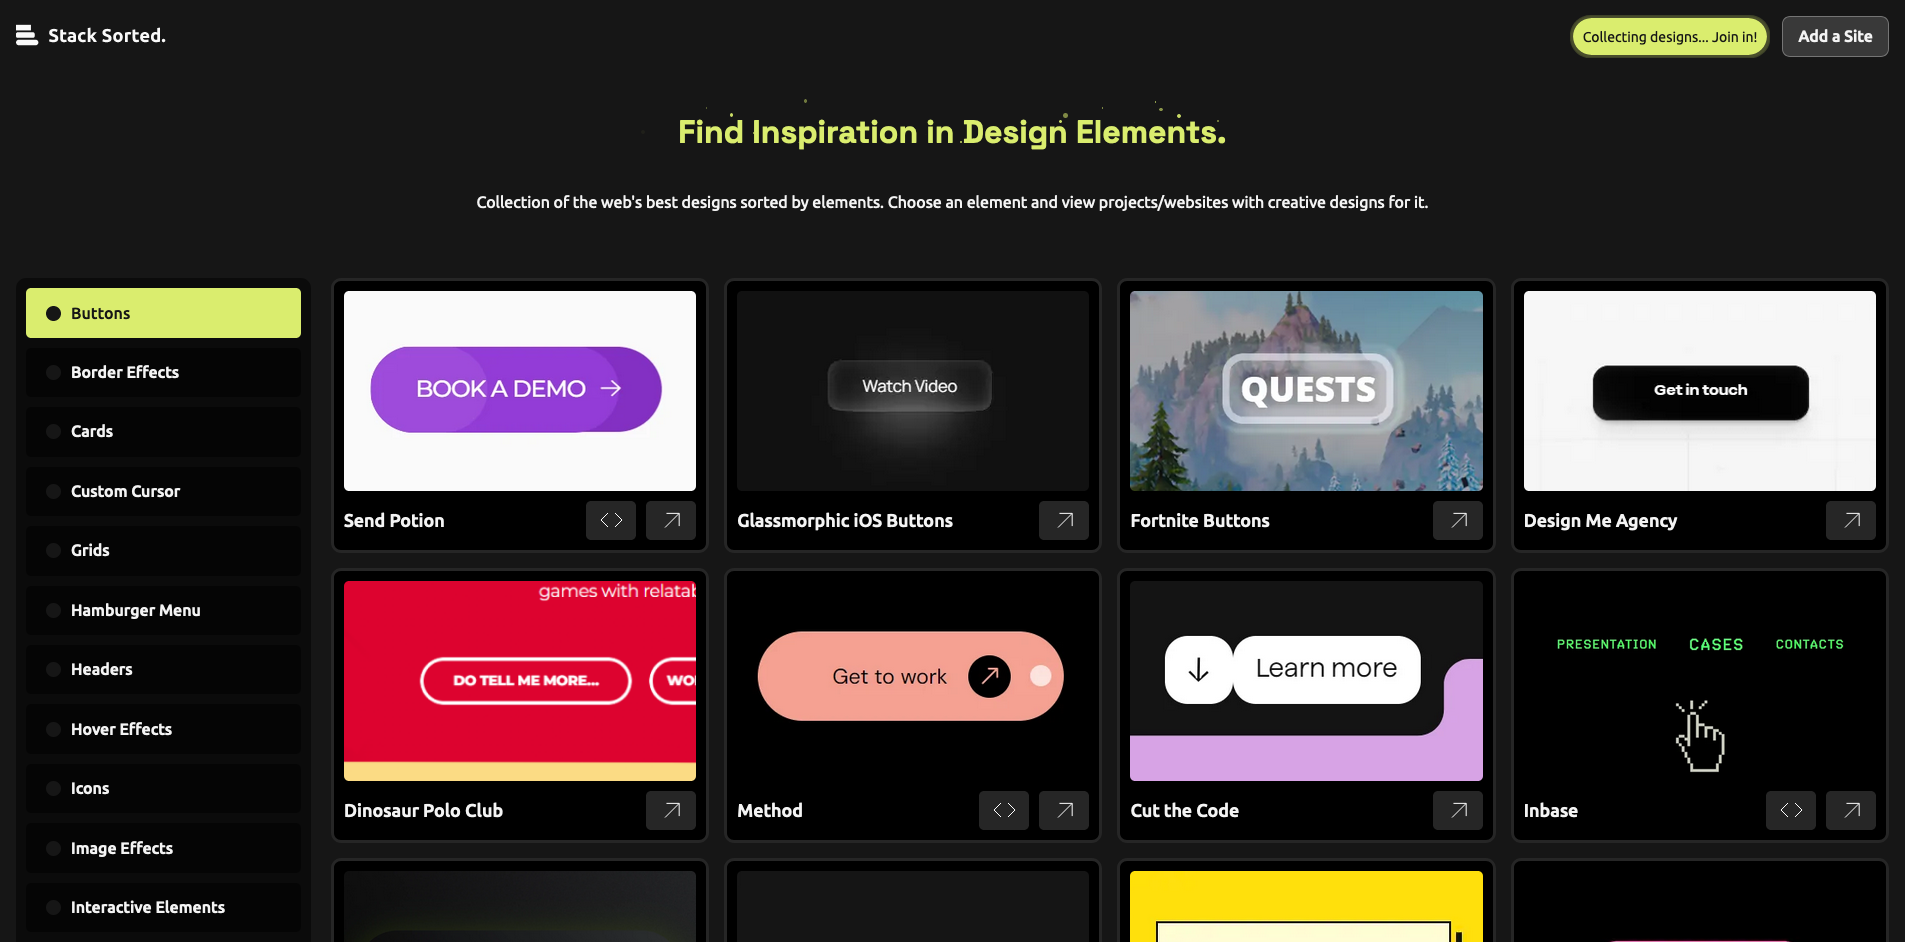 Stack Sorted.
Collecting designs... Join in!
Add a Site
Find Inspiration in Design Elements.
Collection of the web's best designs sorted by elements. Choose an element and view projects/websites with creative designs for it.
Buttons
Border Effects
Cards
Custom Cursor
Grids
Hamburger Menu
Headers
Hover Effects
Icons
Image Effects
Interactive Elements
BOOK A DEMO
Send Potion
Watch Video
Glassmorphic iOS Buttons
QUESTS
Fortnite Buttons
Get in touch
Design Me Agency
games with relatab
DO TELL ME MORE...
WO
Dinosaur Polo Club
Get to work
Method
Learn more
Cut the Code
PRESENTATION
CASES
CONTACTS
Inbase